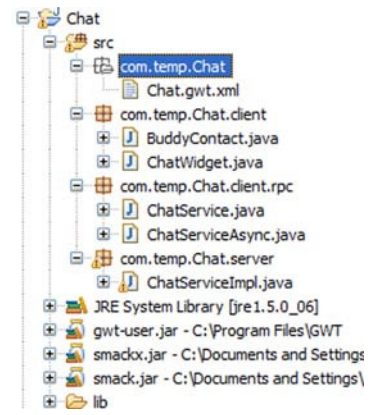 Chat
src
com.temp.Chat
Chat.gwt.xml
com.temp.Chat.client
BuddyContact.java
ChatWidget.java
com.temp.Chat.client.rpc
ChatService.java
ChatServiceAsync.java
com.temp.Chat.server
ChatServiceImpl.java
JRE System Library [jre1.5.0_06]
gwt-user.jar - C:\Program Files\GWT
smackx.jar - C:\Documents and Settings
smack.jar - C:\Documents and Settings\
lib